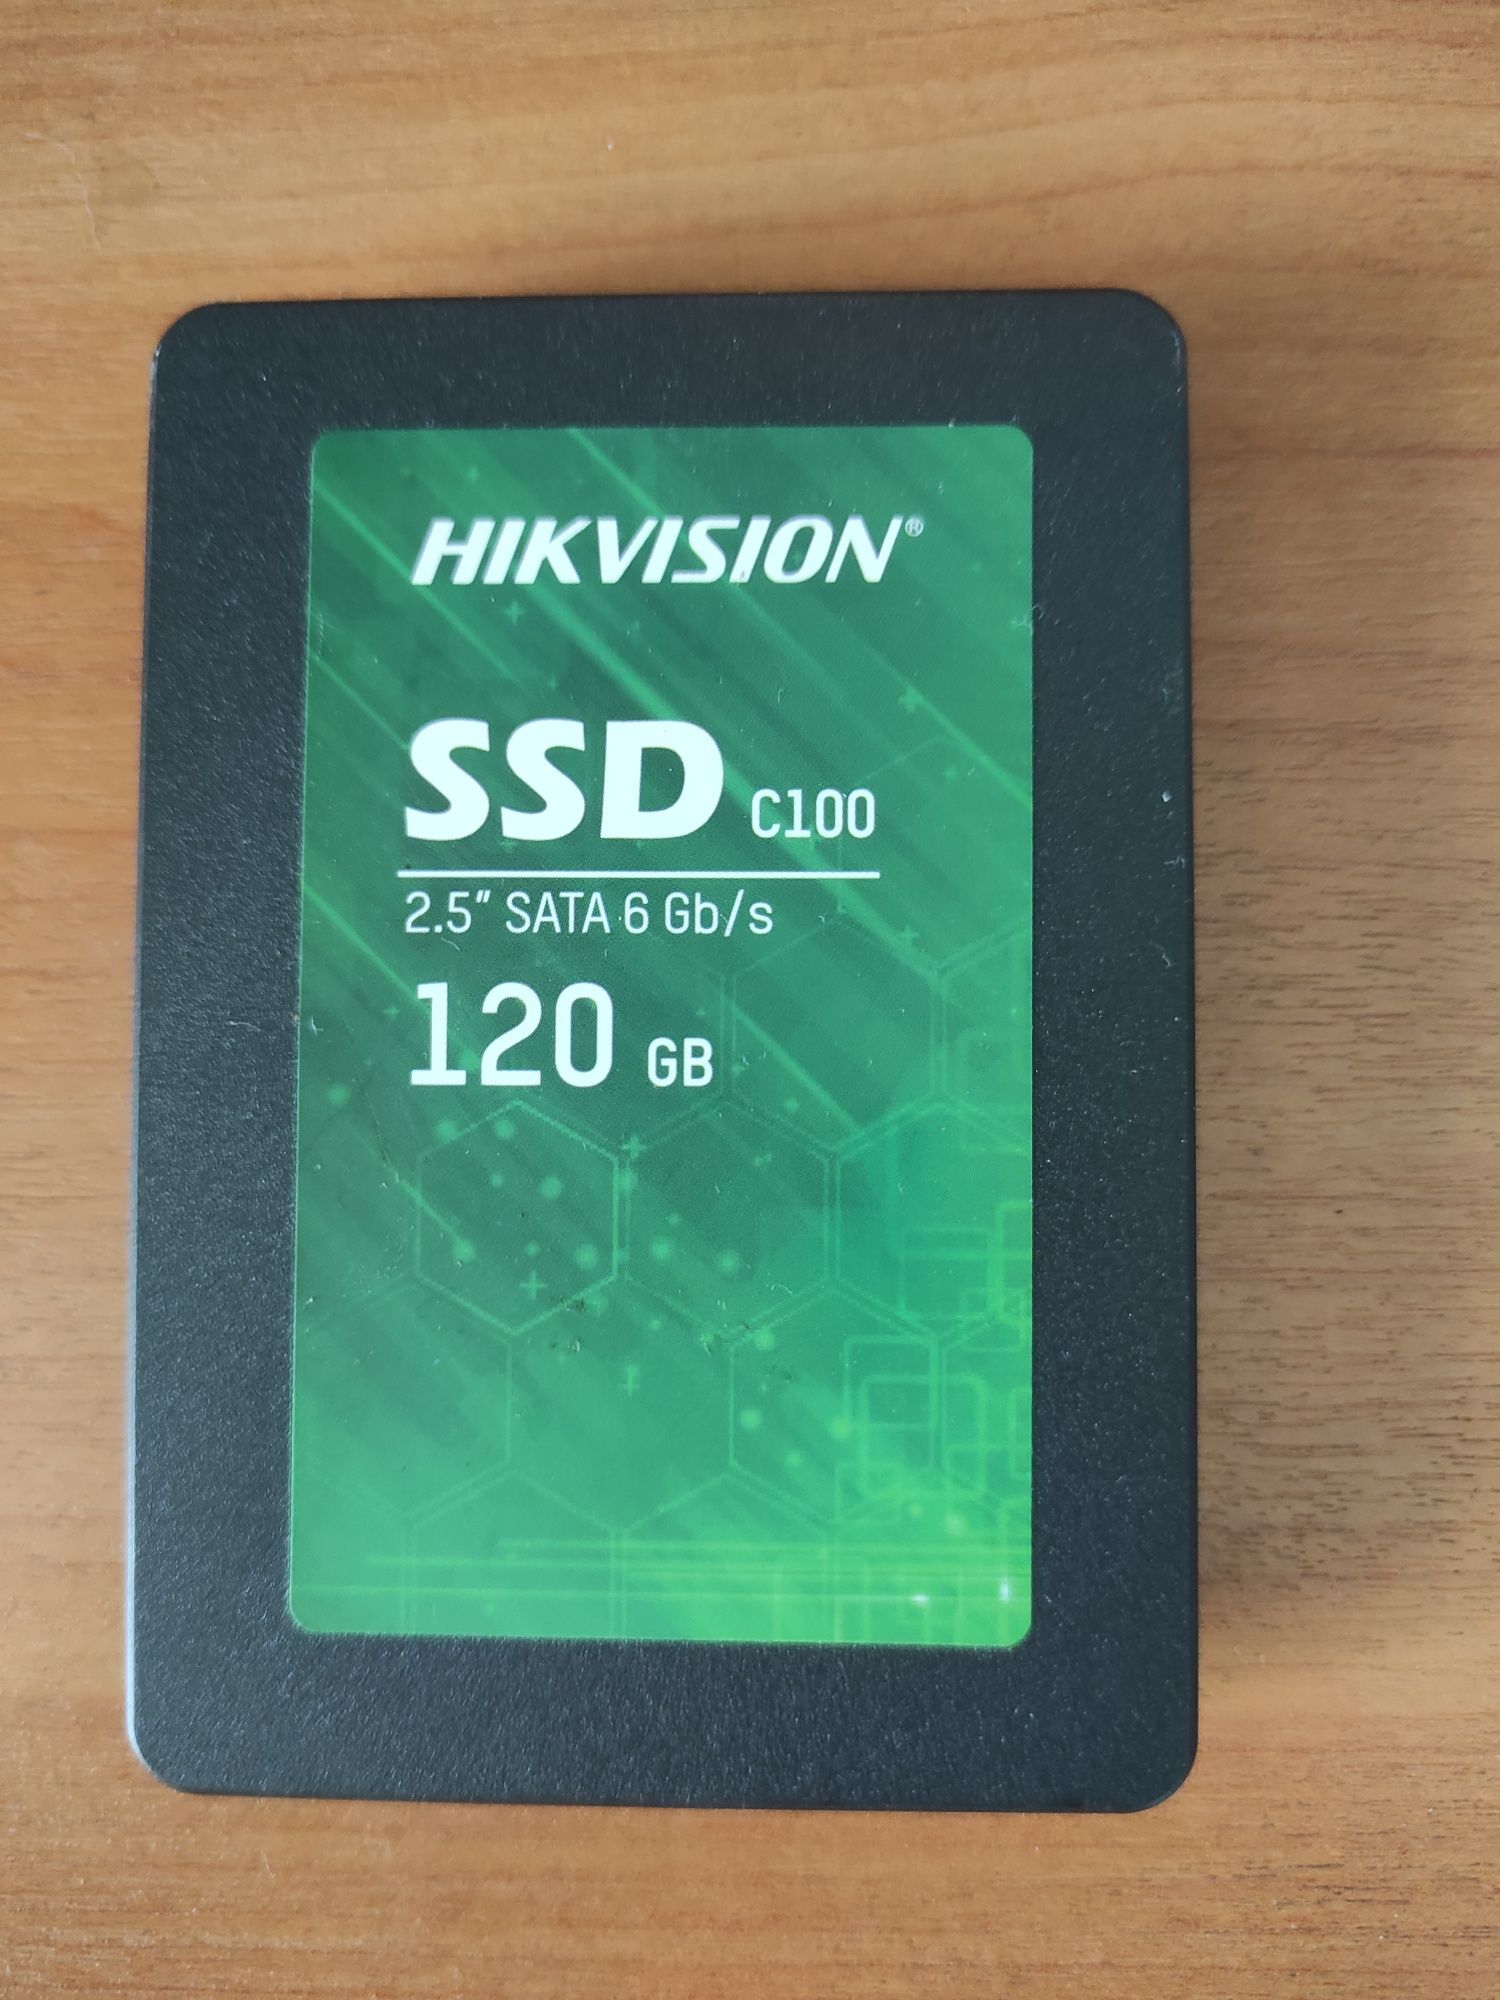 HIKVISION®
SSD C100
2.5" SATA 6 Gb/s
120 GB